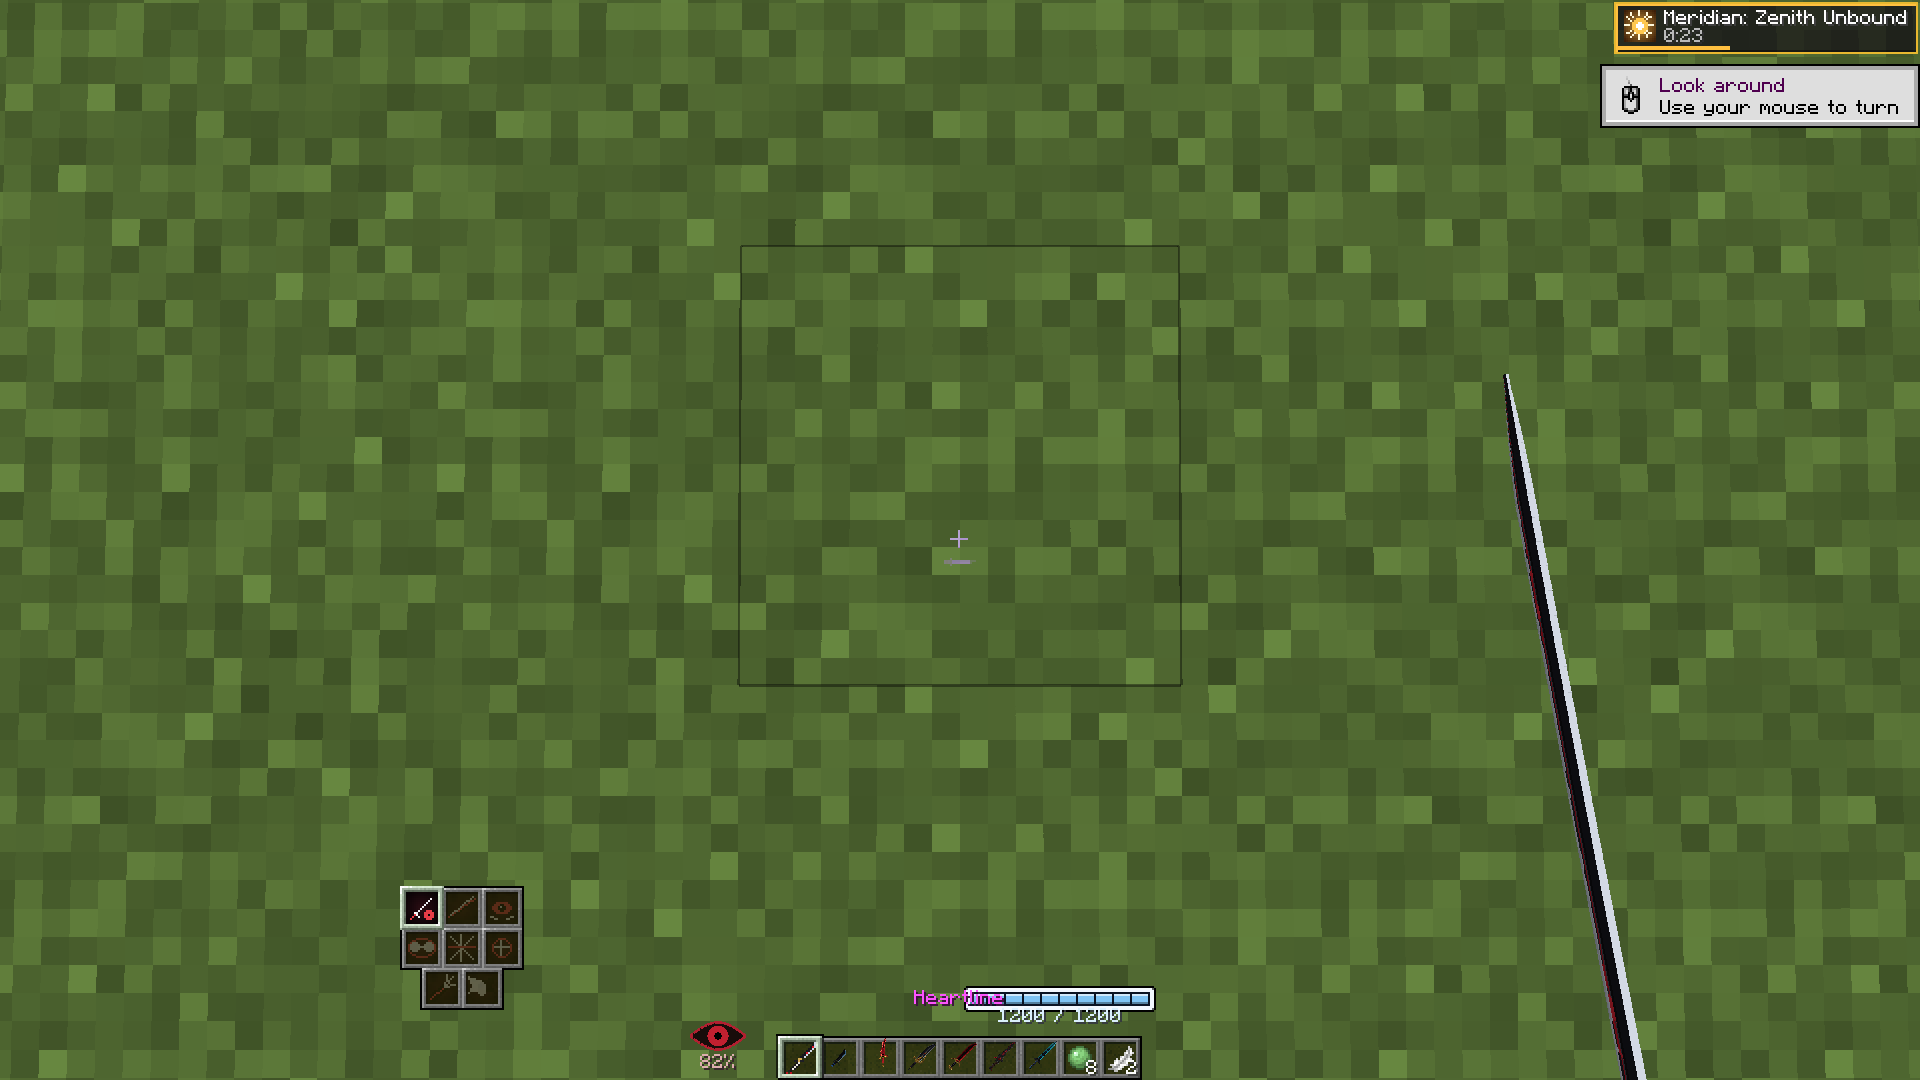 Meridian: Zenith Unbound
0:23
Look around
Use your mouse to turn
Heartline
1200 / 1200
82%
8
2